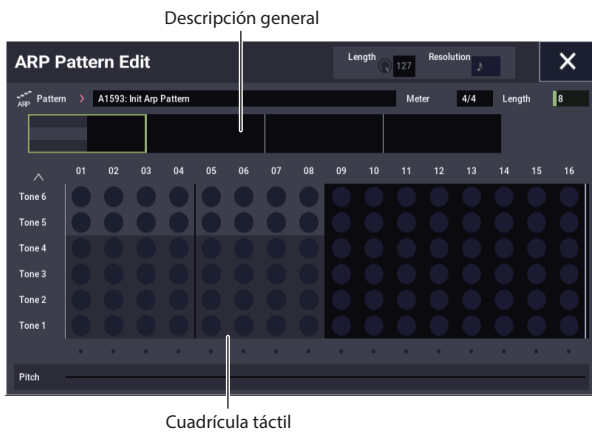 Descripción general
ARP Pattern Edit
Length 127 Resolution
ARP Pattern > A1593: Init Arp Pattern Meter 4/4 Length 8
01 02 03 04 05 06 07 08 09 10 11 12 13 14 15 16
Tone 6
Tone 5
Tone 4
Tone 3
Tone 2
Tone 1
Pitch
Cuadrícula táctil